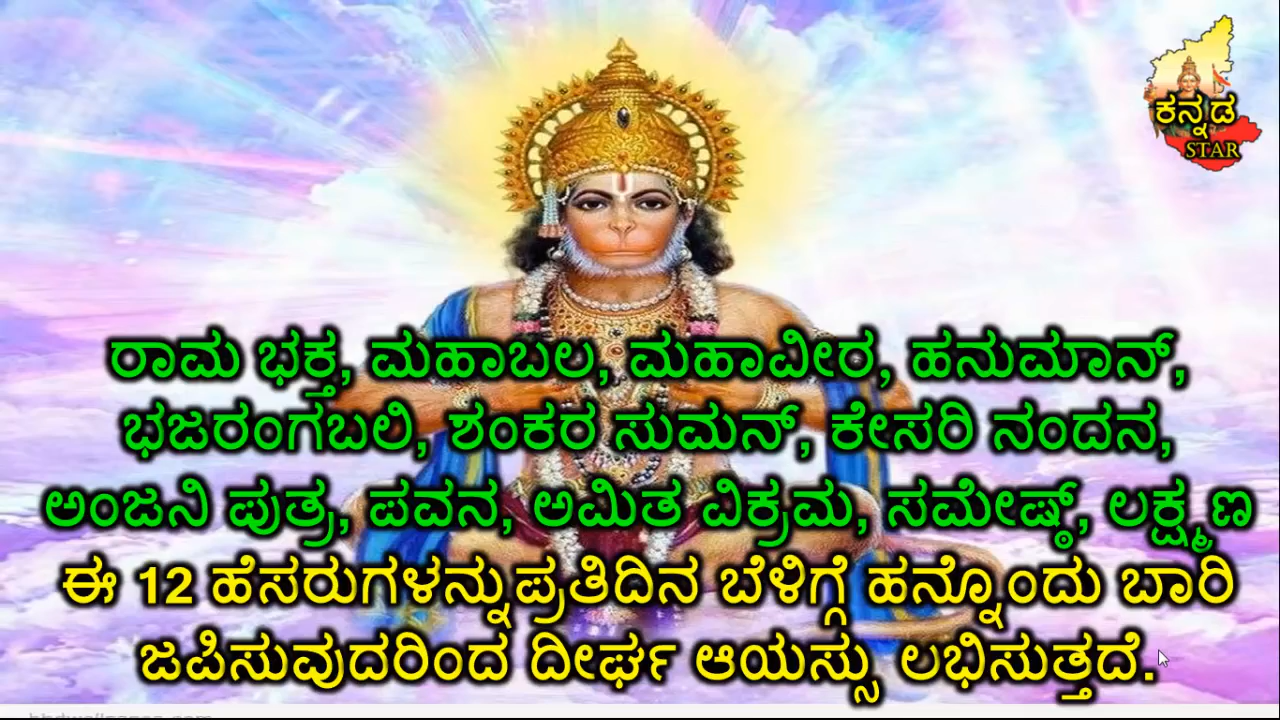 ಕನ್ನಡ
STAR
ರಾಮ ಭಕ್ತ, ಮಹಾಬಲ, ಮಹಾವೀರ, ಹನುಮಾನ್,
ಭಜರಂಗಬಲಿ, ಶಂಕರ ಸುಮನ್, ಕೇಸರಿ ನಂದನ,
ಅಂಜನಿ ಪುತ್ರ, ಪವನ, ಅಮಿತ ವಿಕ್ರಮ, ಸಮೇಷ್ಠ್, ಲಕ್ಷ್ಮಣ
ಈ 12 ಹೆಸರುಗಳನ್ನು ಪ್ರತಿದಿನ ಬೆಳಿಗ್ಗೆ ಹನ್ನೊಂದು ಬಾರಿ
ಜಪಿಸುವುದರಿಂದ ದೀರ್ಘ ಆಯಸ್ಸು ಲಭಿಸುತ್ತದೆ.